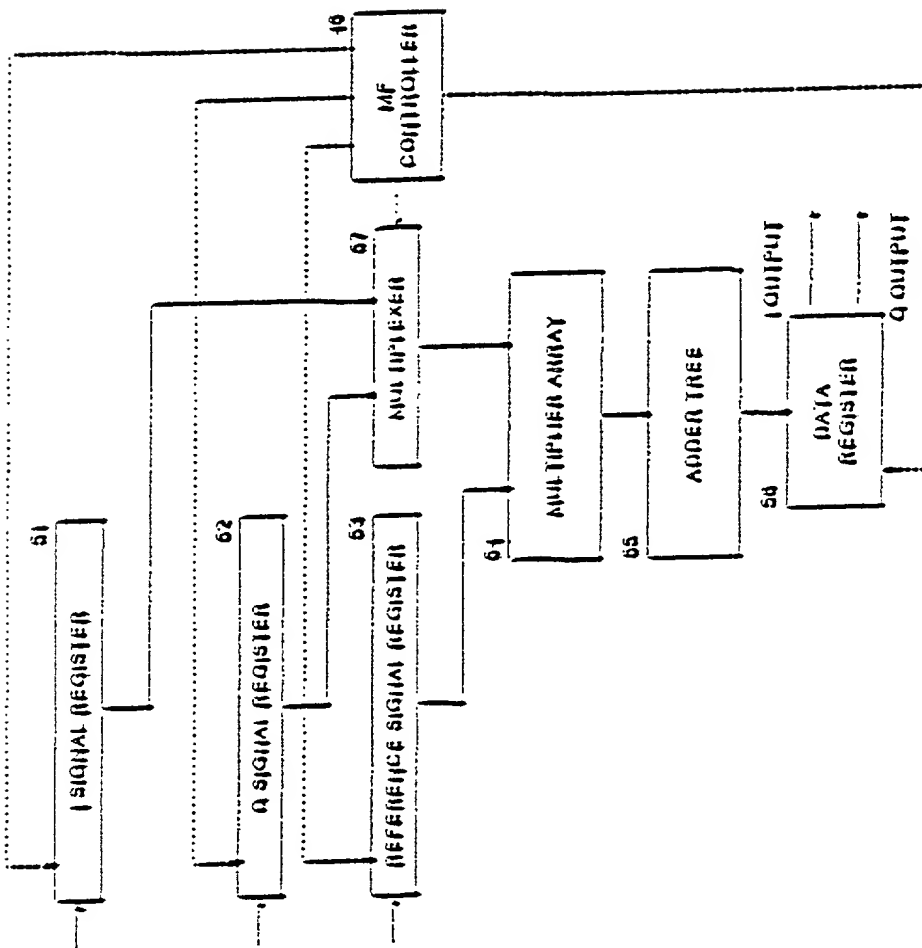 51
I SIGNAL REGISTER
52
Q SIGNAL REGISTER
53
REFERENCE SIGNAL REGISTER
46
MF
CONTROLLER
57
MULTIPLEXER
54
MULTIPLIER ARRAY
55
ADDER TREE
56
DATA
REGISTER
I OUTPUT
Q OUTPUT